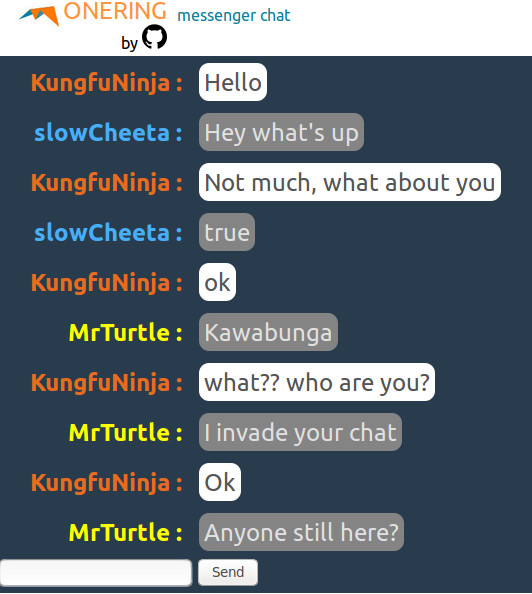 ONERING messenger chat
by
KungfuNinja : Hello
slowCheeta : Hey what's up
KungfuNinja : Not much, what about you
slowCheeta : true
KungfuNinja : ok
MrTurtle : Kawabunga
KungfuNinja : what?? who are you?
MrTurtle : I invade your chat
KungfuNinja : Ok
MrTurtle : Anyone still here?
Send